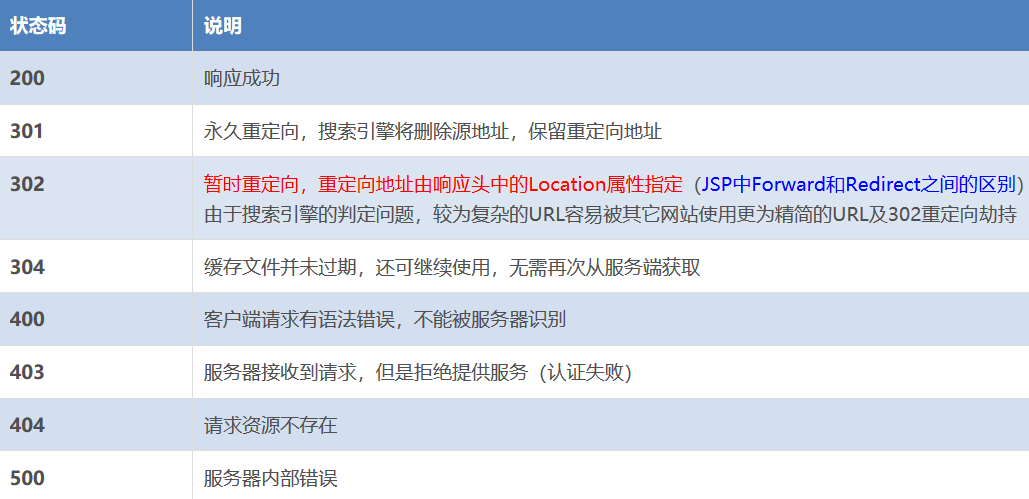 状态码 说明
200 响应成功
301 永久重定向，搜索引擎将删除源地址，保留重定向地址
302 暂时重定向，重定向地址由响应头中的Location属性指定（JSP中Forward和Redirect之间的区别）
由于搜索引擎的判定问题，较为复杂的URL容易被其它网站使用更为精简的URL及302重定向劫持
304 缓存文件并未过期，还可继续使用，无需再次从服务端获取
400 客户端请求有语法错误，不能被服务器识别
403 服务器接收到请求，但是拒绝提供服务（认证失败）
404 请求资源不存在
500 服务器内部错误